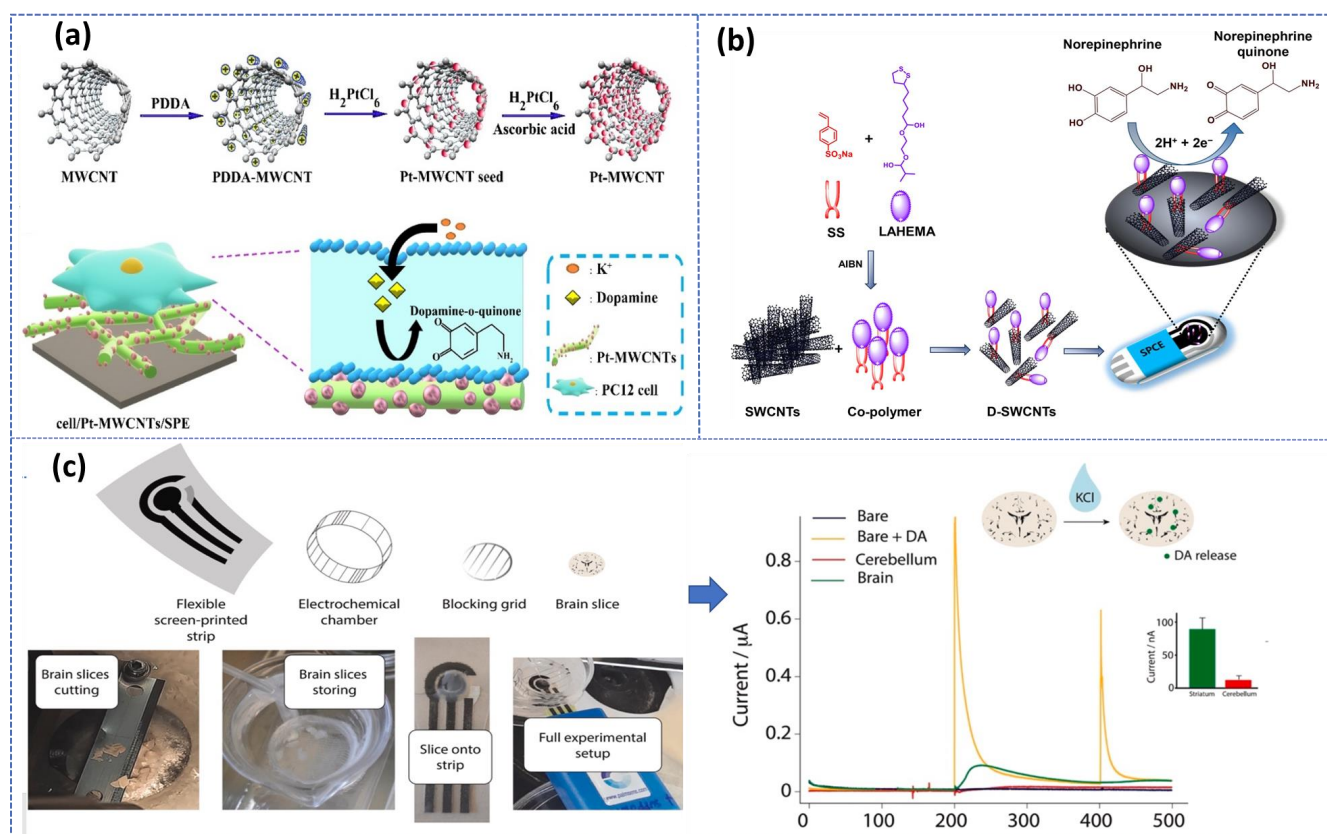 (a)
PDDA
H2PtCl6
H2PtCl6
Ascorbic acid
MWCNT
PDDA-MWCNT
Pt-MWCNT seed
Pt-MWCNT
K+
Dopamine-o-quinone
NH2
: K+
: Dopamine
: Pt-MWCNTs
: PC12 cell
cell/Pt-MWCNTs/SPE
(b)
Norepinephrine
Norepinephrine
quinone
OH
HO
NH2
HO
OH
O
NH2
O
2H+ + 2e−
S-S
+
SO3Na
OH
O
O
HO
SS
LAHEMA
AIBN
+
SPCE
SWCNTs
Co-polymer
D-SWCNTs
(c)
Flexible
screen-printed
strip
Electrochemical
chamber
Blocking grid
Brain slice
Brain slices
cutting
Brain slices
storing
Slice onto
strip
Full experimental
setup
KCl
DA release
Bare
Bare + DA
Cerebellum
Brain
Current / µA
0.8
0.6
0.4
0.2
0
0
100
200
300
400
500
Current / nA
100
50
0
Striatum
Cerebellum